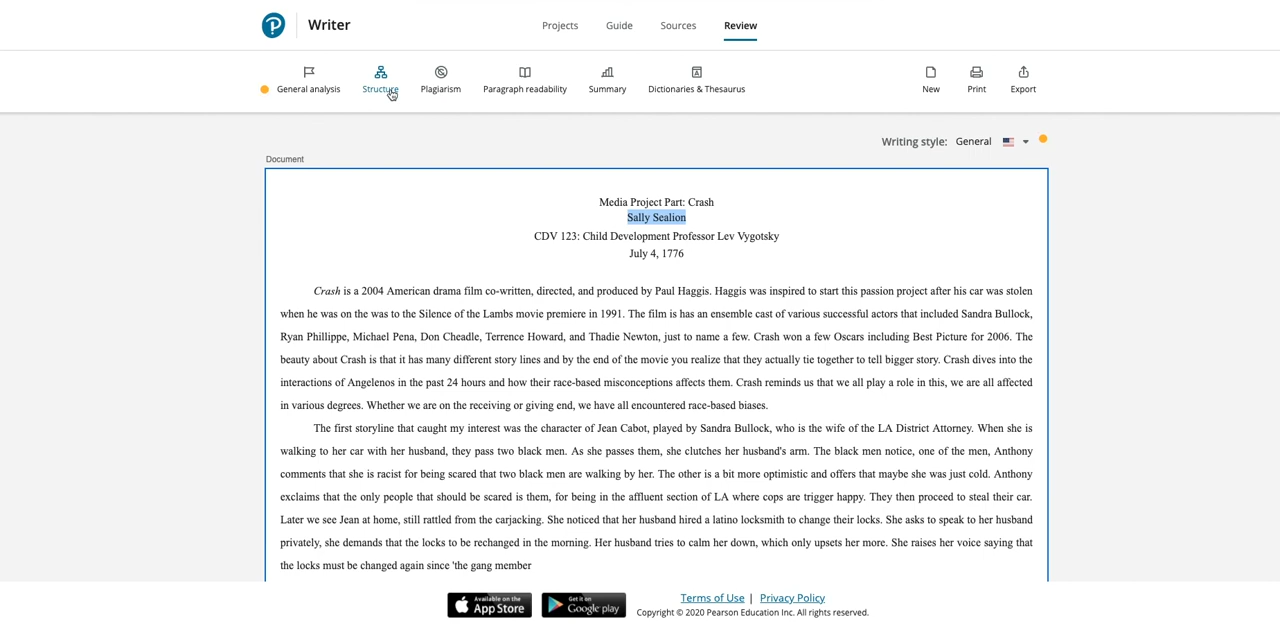 Writer
Projects Guide Sources Review
General analysis Structure Plagiarism Paragraph readability Summary Dictionaries & Thesaurus New Print Export
Writing style: General
Document
Media Project Part: Crash
Sally Sealion
CDV 123: Child Development Professor Lev Vygotsky
July 4, 1776
Crash is a 2004 American drama film co-written, directed, and produced by Paul Haggis. Haggis was inspired to start this passion project after his car was stolen
when he was on the was to the Silence of the Lambs movie premiere in 1991. The film is has an ensemble cast of various successful actors that included Sandra Bullock,
Ryan Phillippe, Michael Pena, Don Cheadle, Terrence Howard, and Thadie Newton, just to name a few. Crash won a few Oscars including Best Picture for 2006. The
beauty about Crash is that it has many different story lines and by the end of the movie you realize that they actually tie together to tell bigger story. Crash dives into the
interactions of Angelenos in the past 24 hours and how their race-based misconceptions affects them. Crash reminds us that we all play a role in this, we are all affected
in various degrees. Whether we are on the receiving or giving end, we have all encountered race-based biases.
The first storyline that caught my interest was the character of Jean Cabot, played by Sandra Bullock, who is the wife of the LA District Attorney. When she is
walking to her car with her husband, they pass two black men. As she passes them, she clutches her husband's arm. The black men notice, one of the men, Anthony
comments that she is racist for being scared that two black men are walking by her. The other is a bit more optimistic and offers that maybe she was just cold. Anthony
exclaims that the only people that should be scared is them, for being in the affluent section of LA where cops are trigger happy. They then proceed to steal their car.
Later we see Jean at home, still rattled from the carjacking. She noticed that her husband hired a latino locksmith to change their locks. She asks to speak to her husband
privately, she demands that the locks to be rechanged in the morning. Her husband tries to calm her down, which only upsets her more. She raises her voice saying that
the locks must be changed again since 'the gang member
Available on the App Store
Get it on Google play
Terms of Use | Privacy Policy
Copyright © 2020 Pearson Education Inc. All rights reserved.